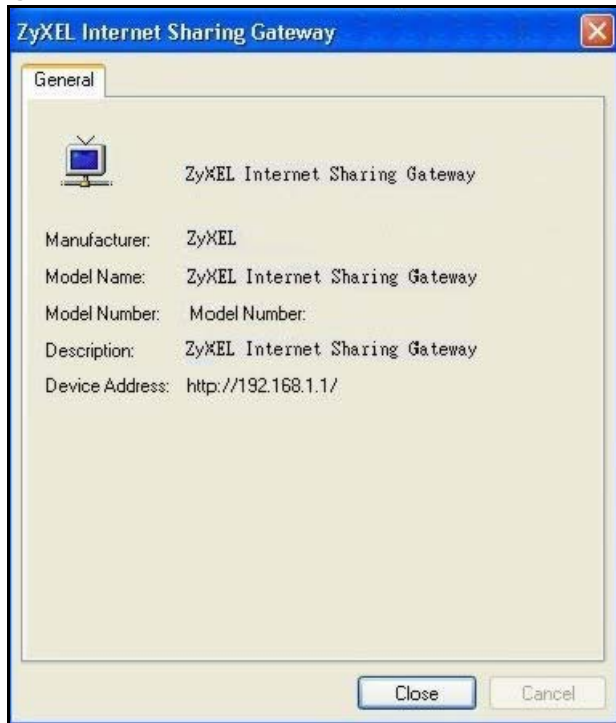 ZyXEL Internet Sharing Gateway
General
ZyXEL Internet Sharing Gateway
Manufacturer: ZyXEL
Model Name: ZyXEL Internet Sharing Gateway
Model Number: Model Number:
Description: ZyXEL Internet Sharing Gateway
Device Address: http://192.168.1.1/
Close Cancel